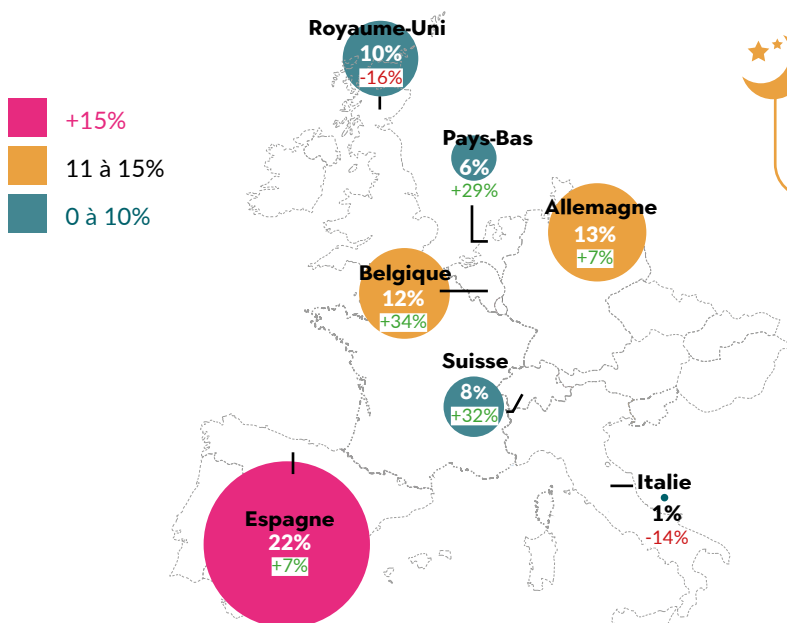 Royaume-Uni
10%
-16%
+15%
11 à 15%
0 à 10%
Pays-Bas
6%
+29%
Allemagne
13%
+7%
Belgique
12%
+34%
Suisse
8%
+32%
Italie
1%
-14%
Espagne
22%
+7%